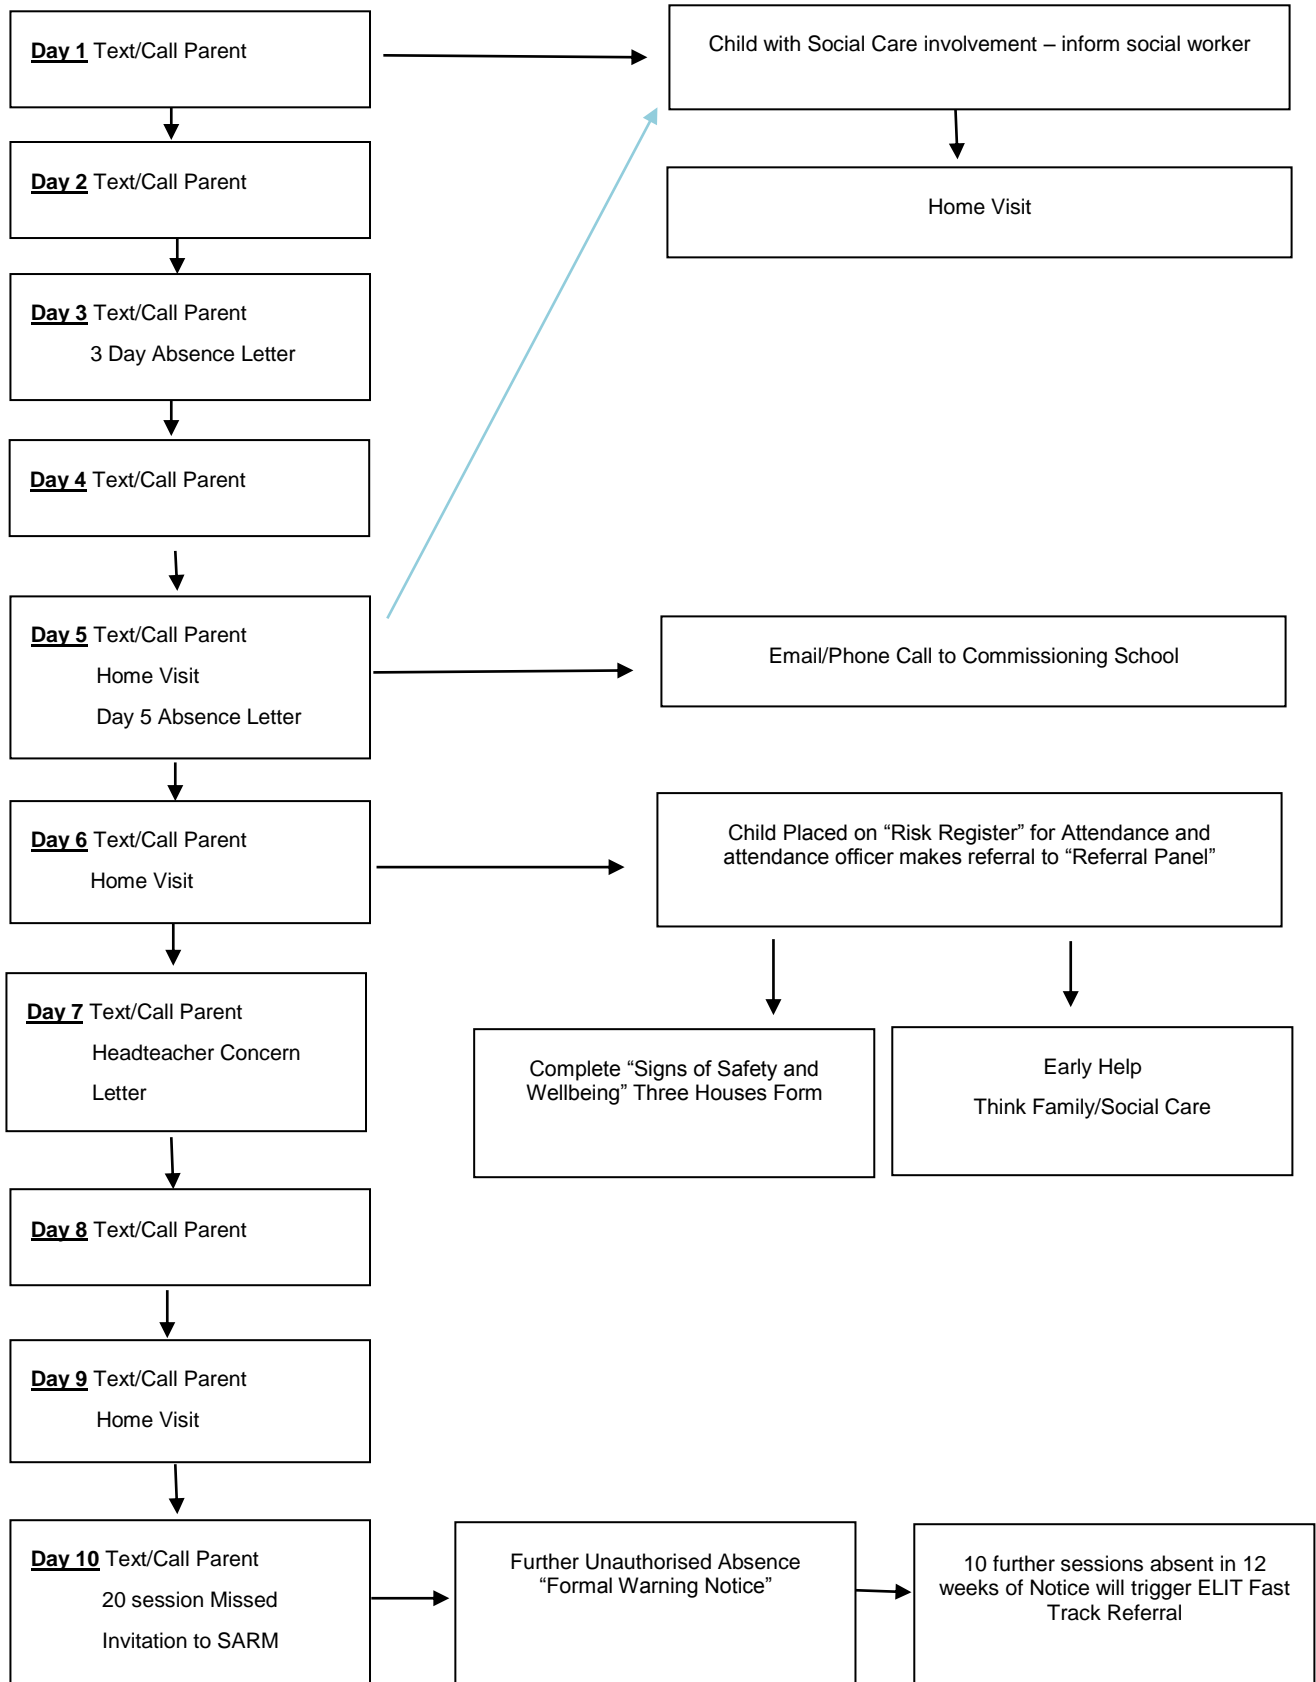 Day 1 Text/Call Parent
Child with Social Care involvement – inform social worker
Day 2 Text/Call Parent
Home Visit
Day 3 Text/Call Parent
3 Day Absence Letter
Day 4 Text/Call Parent
Day 5 Text/Call Parent
Home Visit
Day 5 Absence Letter
Email/Phone Call to Commissioning School
Day 6 Text/Call Parent
Home Visit
Child Placed on “Risk Register” for Attendance and
attendance officer makes referral to “Referral Panel”
Day 7 Text/Call Parent
Headteacher Concern
Letter
Complete “Signs of Safety and
Wellbeing” Three Houses Form
Early Help
Think Family/Social Care
Day 8 Text/Call Parent
Day 9 Text/Call Parent
Home Visit
Day 10 Text/Call Parent
20 session Missed
Invitation to SARM
Further Unauthorised Absence
“Formal Warning Notice”
10 further sessions absent in 12
weeks of Notice will trigger ELIT Fast
Track Referral